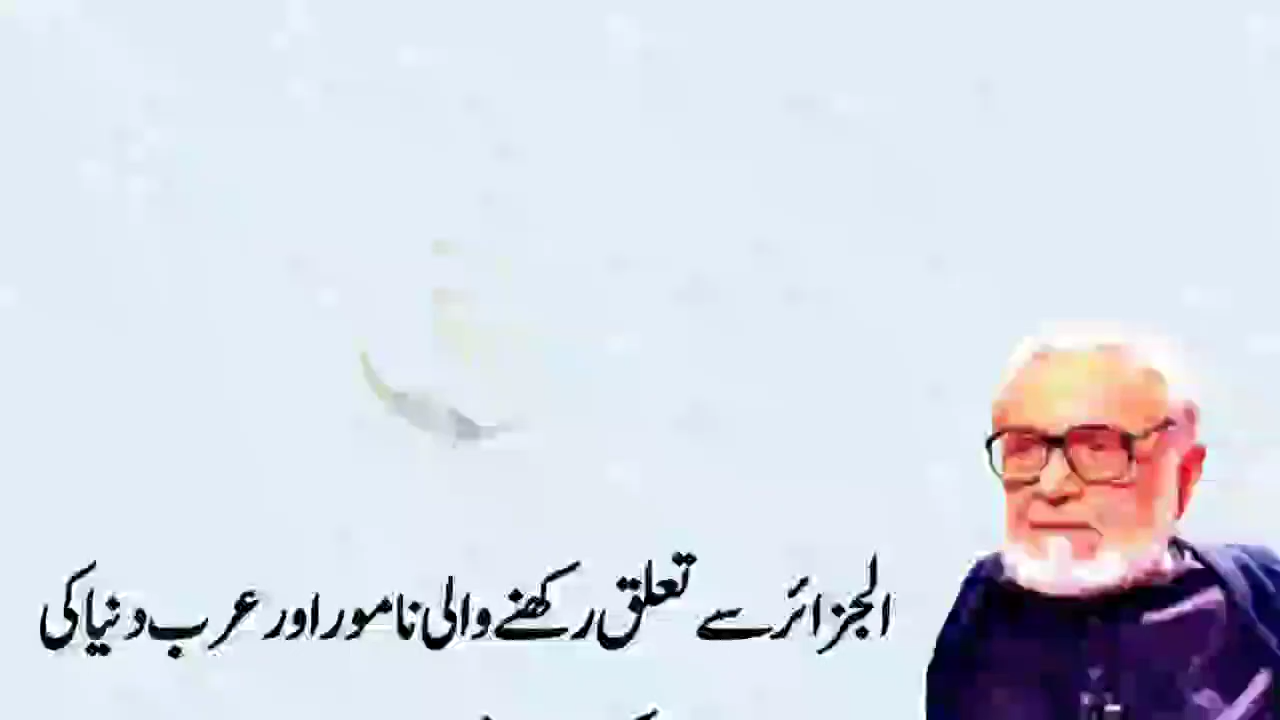 الجزائر سے تعلق رکھنے والی نامور اور عرب دنیا کی